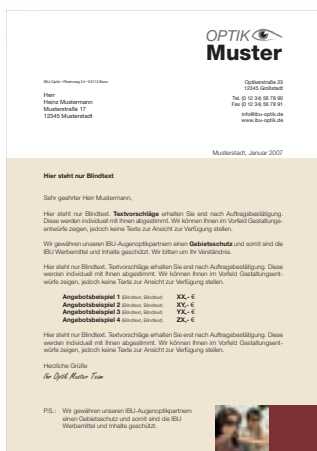 OPTIK
Muster
IBU-Optik • Rheinweg 24 • 53113 Bonn
Optikerstraße 23
12345 Großstadt
Herr
Heinz Mustermann
Musterstraße 17
12345 Musterstadt
Tel. (0 12 34) 56 78 90
Fax (0 12 34) 56 78 91
info@ibu-optik.de
www.ibu-optik.de
Musterstadt, Januar 2007
Hier steht nur Blindtext
Sehr geehrter Herr Mustermann,
Hier steht nur Blindtext. Textvorschläge erhalten Sie erst nach Auftragsbestätigung.
Diese werden individuell mit Ihnen abgestimmt. Wir können Ihnen im Vorfeld Gestaltungs-
entwürfe zeigen, jedoch keine Texte zur Ansicht zur Verfügung stellen.
Wir gewähren unseren IBU-Augenoptikpartnern einen Gebietsschutz und somit sind die
IBU Werbemittel und Inhalte geschützt. Wir bitten um Ihr Verständnis.
Hier steht nur Blindtext. Textvorschläge erhalten Sie erst nach Auftragsbestätigung. Diese
werden individuell mit Ihnen abgestimmt. Wir können Ihnen im Vorfeld Gestaltungsent-
würfe zeigen, jedoch keine Texte zur Ansicht zur Verfügung stellen.
Angebotsbeispiel 1 (Blindtext, Blindtext) XX,- €
Angebotsbeispiel 2 (Blindtext, Blindtext) XY,- €
Angebotsbeispiel 3 (Blindtext, Blindtext) YX,- €
Angebotsbeispiel 4 (Blindtext, Blindtext) ZX,- €
Hier steht nur Blindtext. Textvorschläge erhalten Sie erst nach Auftragsbestätigung. Diese
werden individuell mit Ihnen abgestimmt. Wir können Ihnen im Vorfeld Gestaltungsent-
würfe zeigen, jedoch keine Texte zur Ansicht zur Verfügung stellen.
Herzliche Grüße
Ihr Optik Muster Team
P.S.: Wir gewähren unseren IBU-Augenoptikpartnern
einen Gebietsschutz und somit sind die IBU
Werbemittel und Inhalte geschützt.